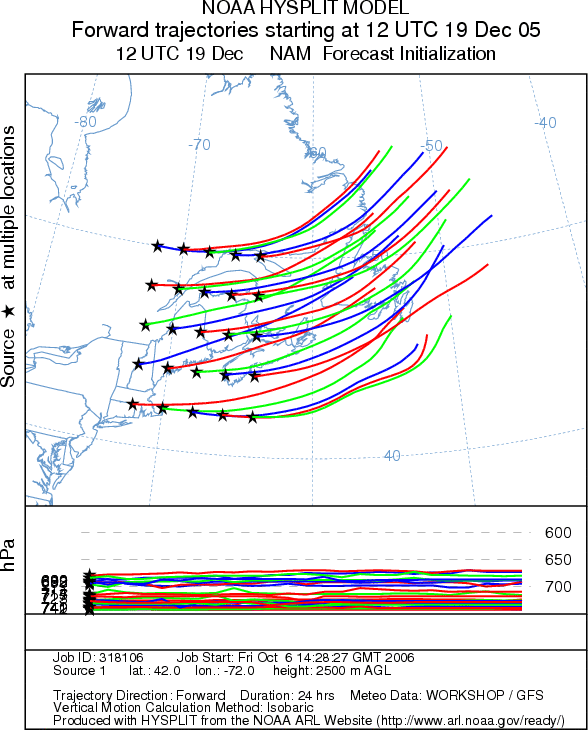 NOAA HYSPLIT MODEL
Forward trajectories starting at 12 UTC 19 Dec 05
12 UTC 19 Dec NAM Forecast Initialization
Source ★ at multiple locations
-80
-70
-60
-50
-40
40
hPa
600
650
700
Job ID: 318106 Job Start: Fri Oct 6 14:28:27 GMT 2006
Source 1 lat.: 42.0 lon.: -72.0 height: 2500 m AGL
Trajectory Direction: Forward Duration: 24 hrs Meteo Data: WORKSHOP / GFS
Vertical Motion Calculation Method: Isobaric
Produced with HYSPLIT from the NOAA ARL Website (http://www.arl.noaa.gov/ready/)